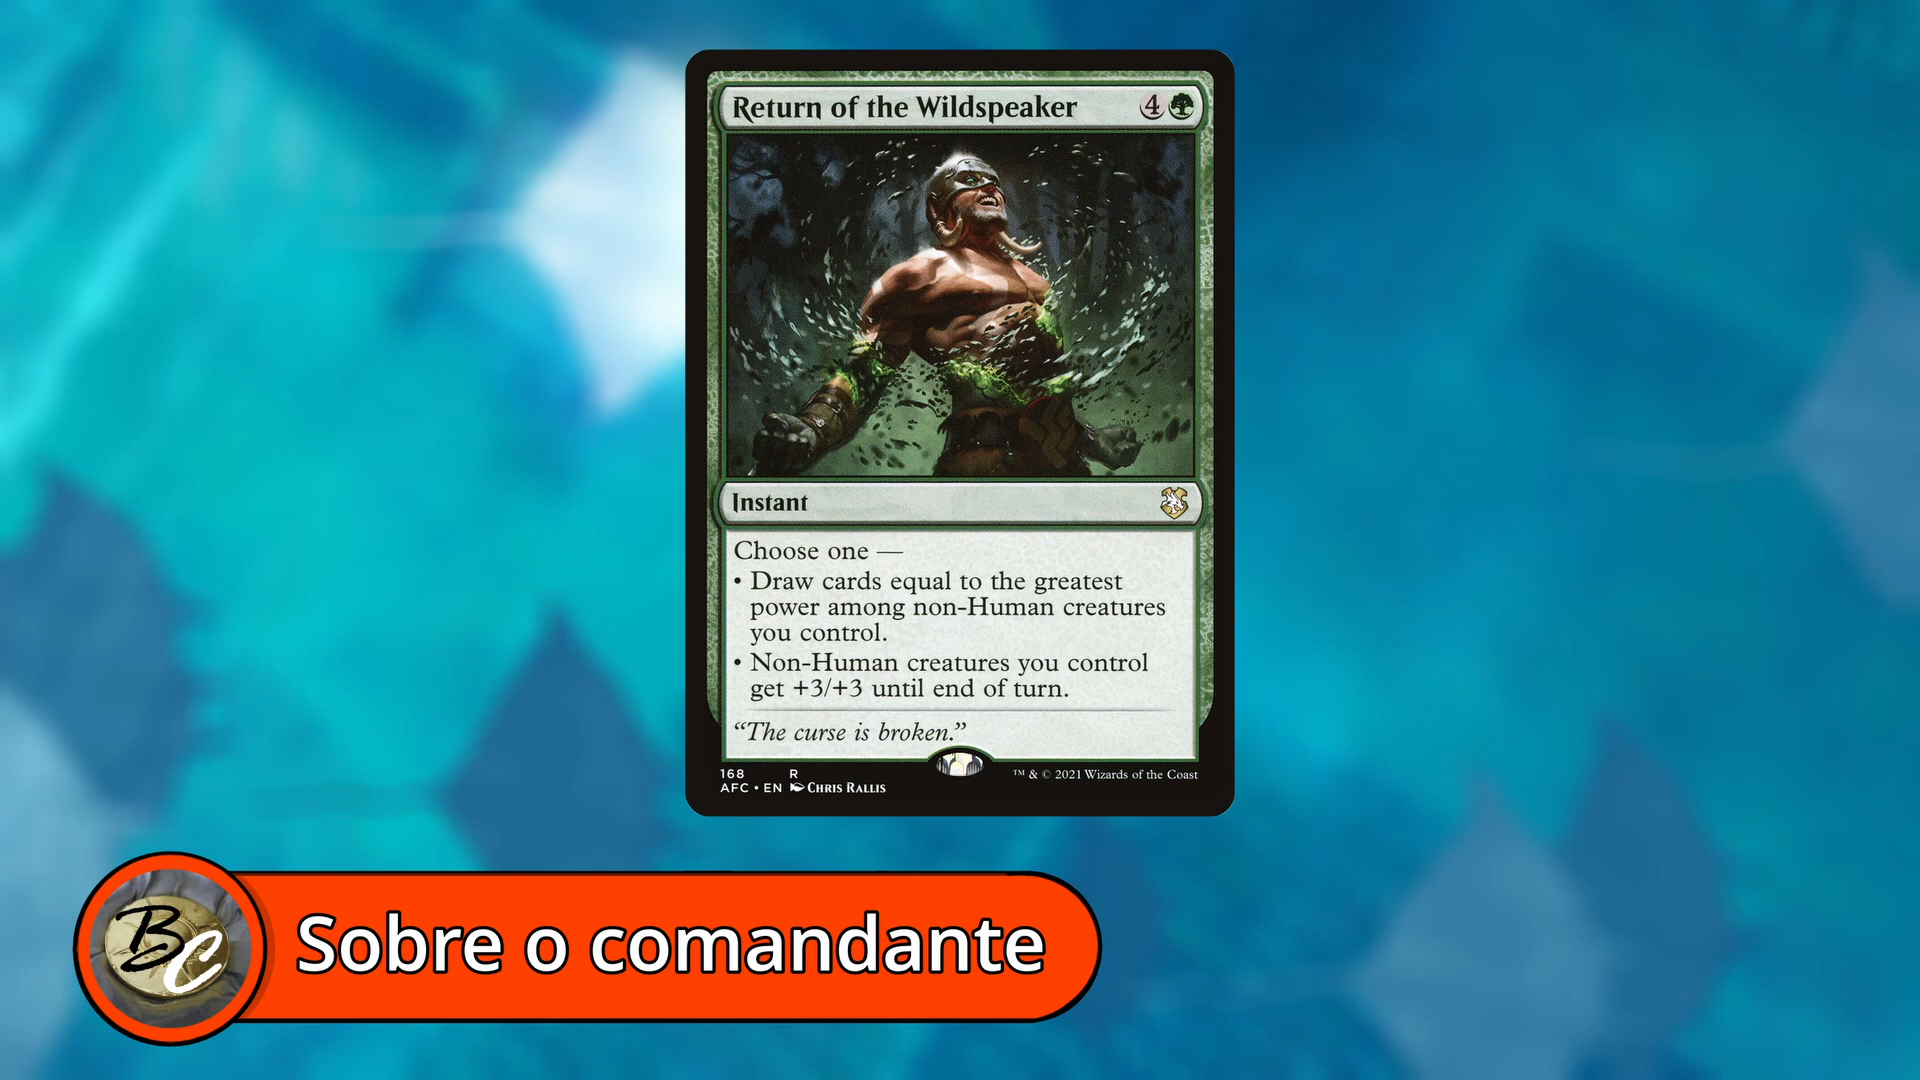 Return of the Wildspeaker 4
Instant
Choose one —
• Draw cards equal to the greatest
power among non-Human creatures
you control.
• Non-Human creatures you control
get +3/+3 until end of turn.
“The curse is broken.”
168 R
AFC • EN Chris Rallis
™ & © 2021 Wizards of the Coast
BC
Sobre o comandante